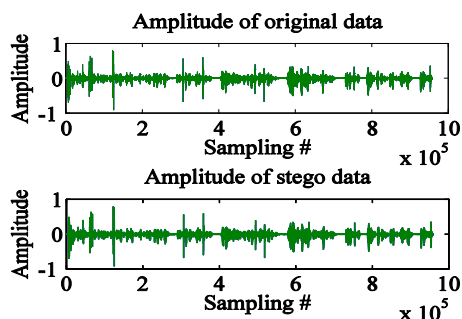 Amplitude of original data
Amplitude
1
0
-1
0 2 4 6 8 10
Sampling #
x 10^5
Amplitude of stego data
Amplitude
1
0
-1
0 2 4 6 8 10
Sampling #
x 10^5